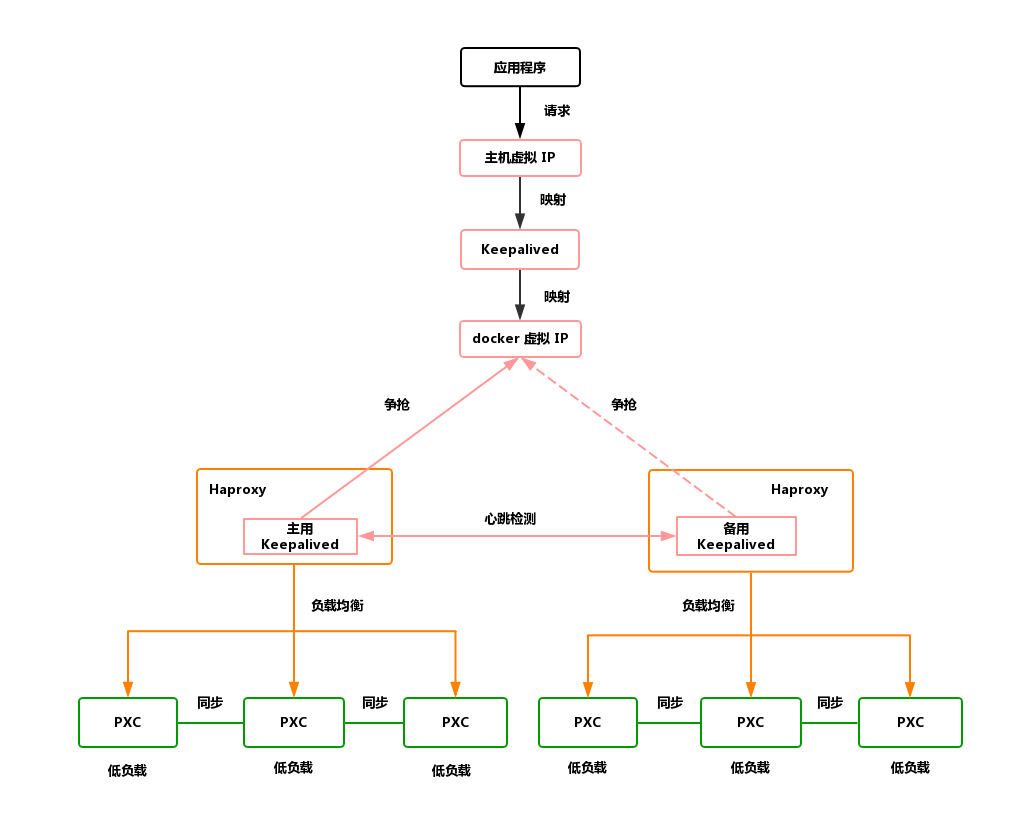 应用程序
请求
主机虚拟 IP
映射
Keepalived
映射
docker 虚拟 IP
争抢
争抢
Haproxy
Haproxy
主用
Keepalived
心跳检测
备用
Keepalived
负载均衡
负载均衡
同步
同步
同步
同步
PXC
PXC
PXC
PXC
PXC
PXC
低负载
低负载
低负载
低负载
低负载
低负载